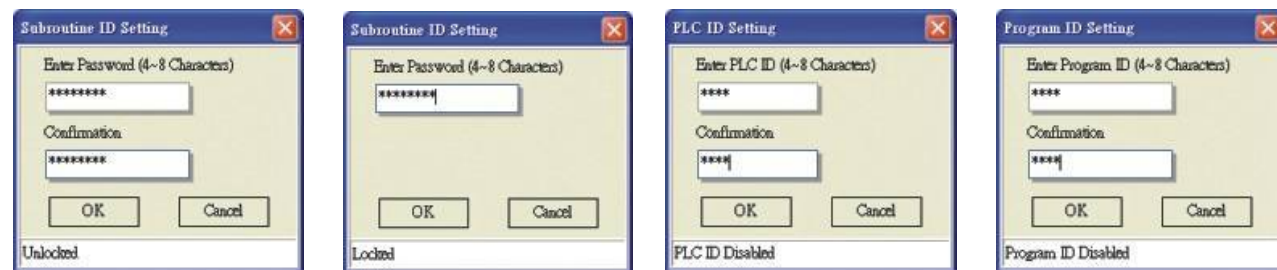 Subroutine ID Setting
Enter Password (4~8 Characters)
********
Confirmation
********
OK
Cancel
Unlocked
Subroutine ID Setting
Enter Password (4~8 Characters)
********
OK
Cancel
Locked
PLC ID Setting
Enter PLC ID (4~8 Characters)
****
Confirmation
****
OK
Cancel
PLC ID Disabled
Program ID Setting
Enter Program ID (4~8 Characters)
****
Confirmation
****
OK
Cancel
Program ID Disabled